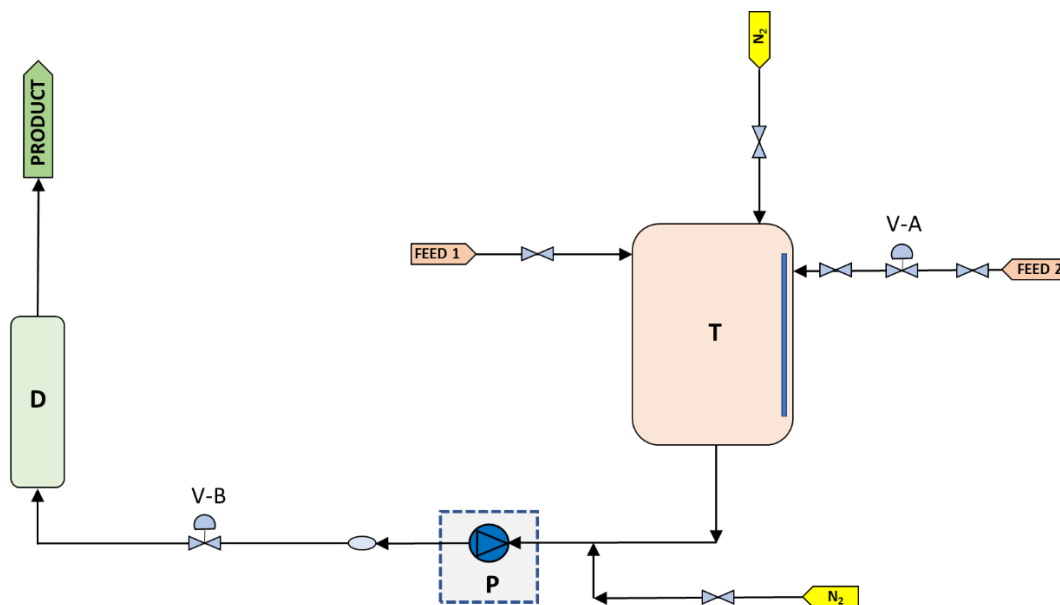 N₂
PRODUCT
V-A
FEED 1
FEED 2
T
D
V-B
P
N₂